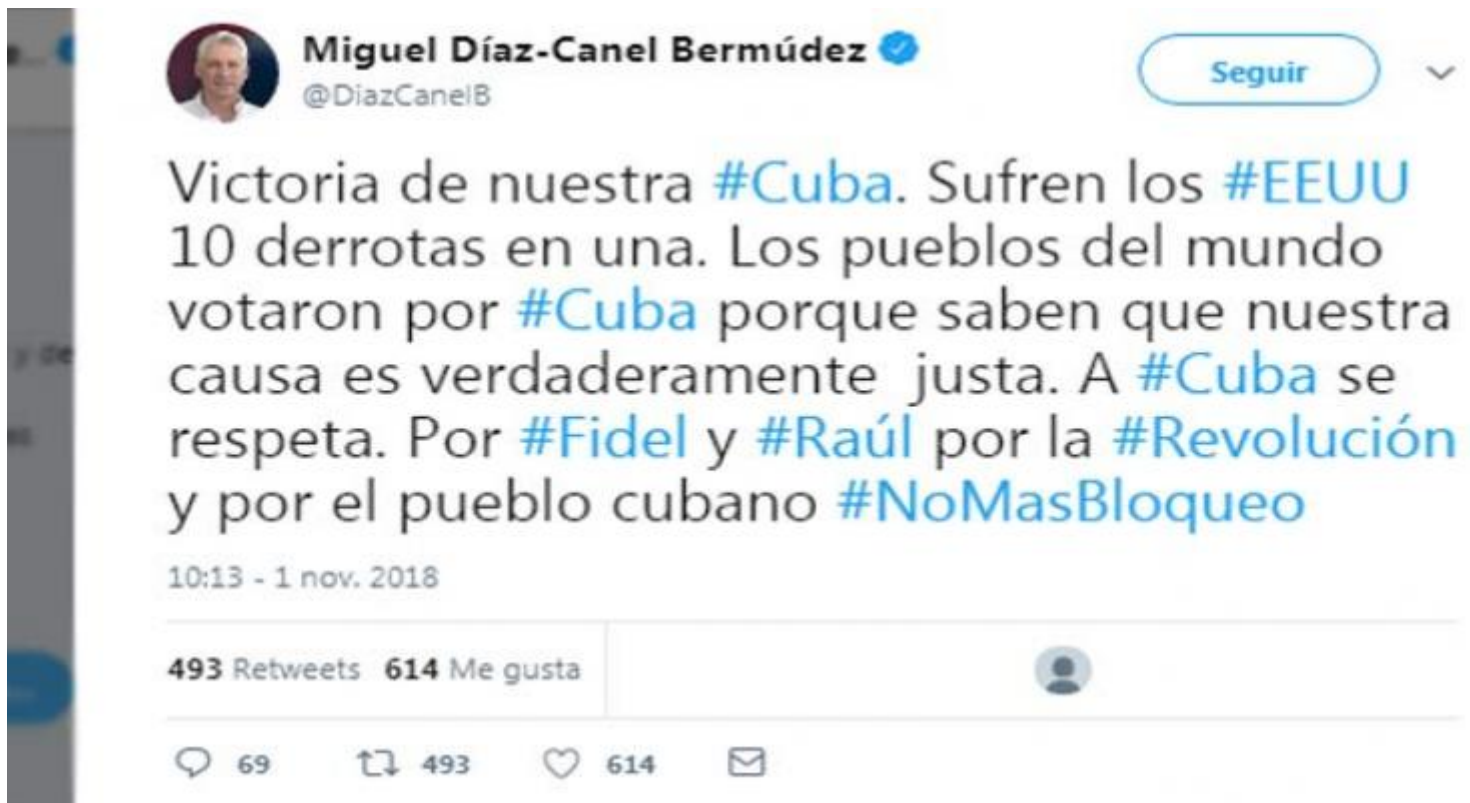 Miguel Díaz-Canel Bermúdez
@DiazCanelB
Seguir
Victoria de nuestra #Cuba. Sufren los #EEUU
10 derrotas en una. Los pueblos del mundo
votaron por #Cuba porque saben que nuestra
causa es verdaderamente justa. A #Cuba se
respeta. Por #Fidel y #Raúl por la #Revolución
y por el pueblo cubano #NoMasBloqueo
10:13 - 1 nov. 2018
493 Retweets 614 Me gusta
69 493 614
y de